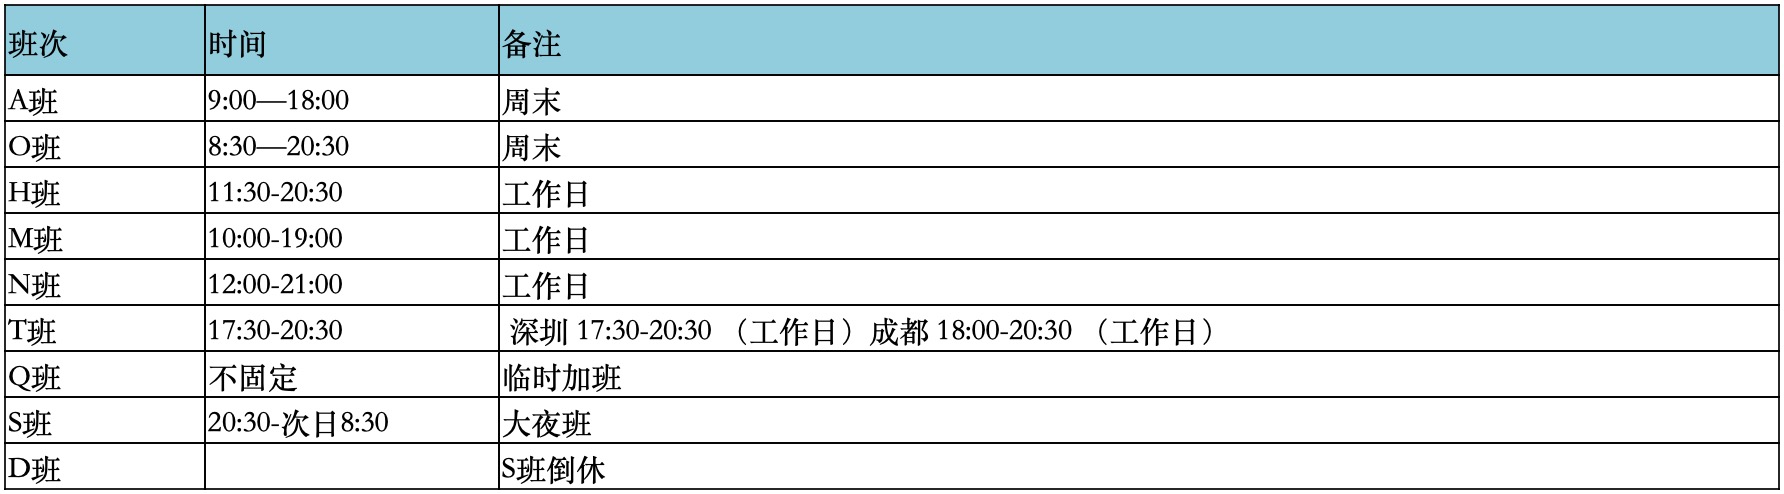 班次 时间 备注
A班 9:00—18:00 周末
O班 8:30—20:30 周末
H班 11:30-20:30 工作日
M班 10:00-19:00 工作日
N班 12:00-21:00 工作日
T班 17:30-20:30 深圳 17:30-20:30 （工作日）成都 18:00-20:30 （工作日）
Q班 不固定 临时加班
S班 20:30-次日8:30 大夜班
D班 S班倒休